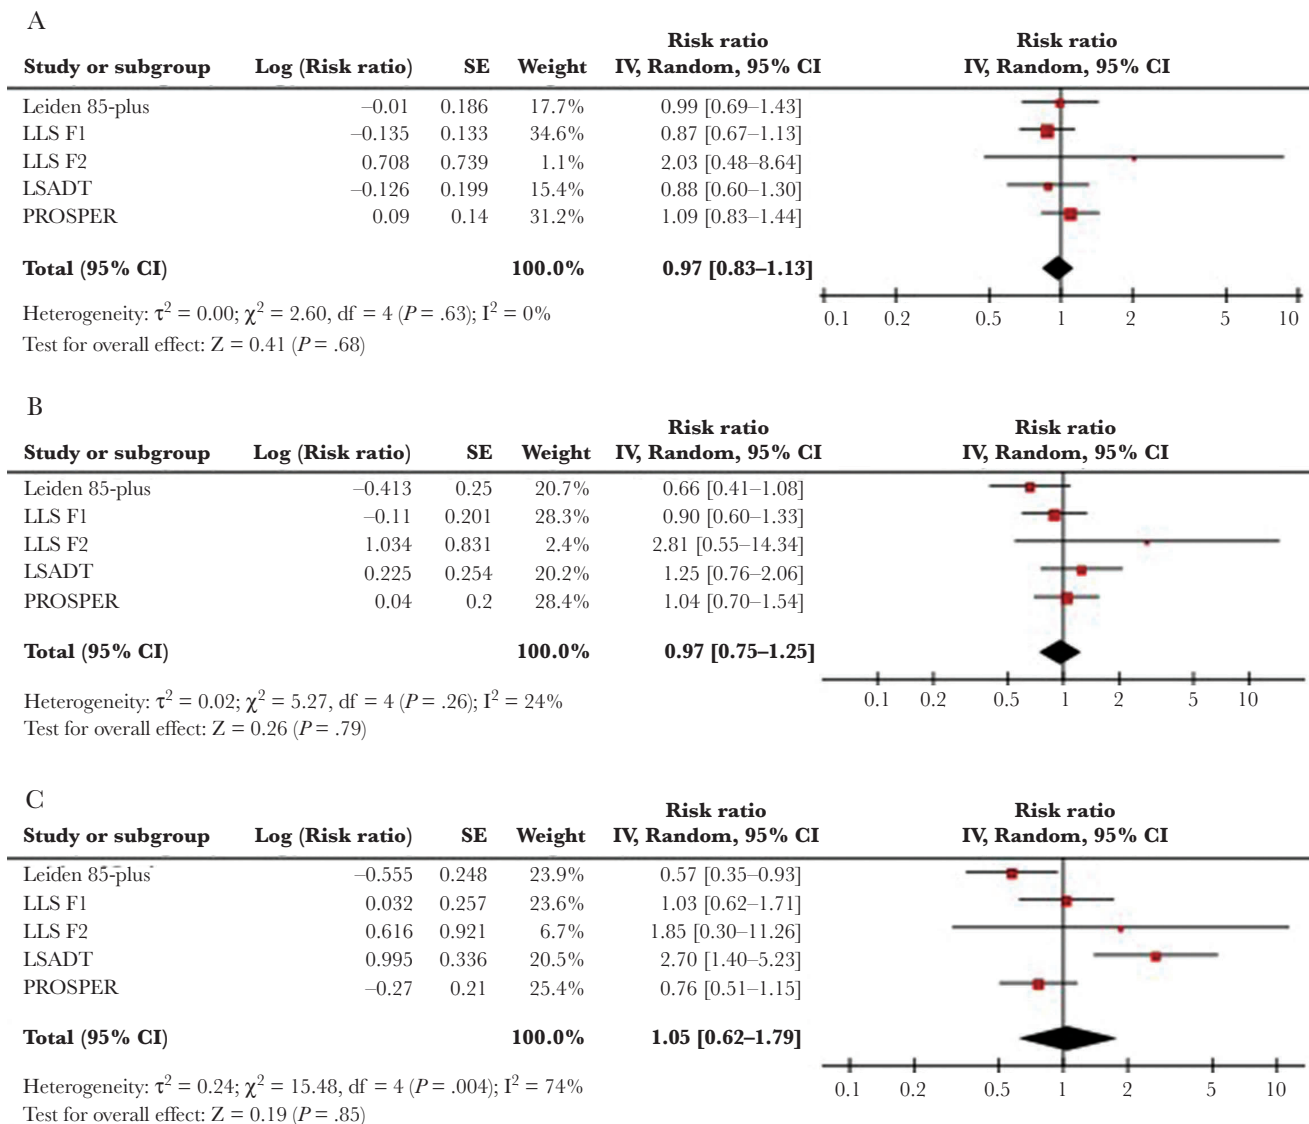 A
Risk ratio Risk ratio
Study or subgroup Log (Risk ratio) SE Weight IV, Random, 95% CI IV, Random, 95% CI
Leiden 85-plus –0.01 0.186 17.7% 0.99 [0.69–1.43]
LLS F1 –0.135 0.133 34.6% 0.87 [0.67–1.13]
LLS F2 0.708 0.739 1.1% 2.03 [0.48–8.64]
LSADT –0.126 0.199 15.4% 0.88 [0.60–1.30]
PROSPER 0.09 0.14 31.2% 1.09 [0.83–1.44]
Total (95% CI) 100.0% 0.97 [0.83–1.13]
Heterogeneity: τ² = 0.00; χ² = 2.60, df = 4 (P = .63); I² = 0%
0.1 0.2 0.5 1 2 5 10
Test for overall effect: Z = 0.41 (P = .68)
B
Risk ratio Risk ratio
Study or subgroup Log (Risk ratio) SE Weight IV, Random, 95% CI IV, Random, 95% CI
Leiden 85-plus –0.413 0.25 20.7% 0.66 [0.41–1.08]
LLS F1 –0.11 0.201 28.3% 0.90 [0.60–1.33]
LLS F2 1.034 0.831 2.4% 2.81 [0.55–14.34]
LSADT 0.225 0.254 20.2% 1.25 [0.76–2.06]
PROSPER 0.04 0.2 28.4% 1.04 [0.70–1.54]
Total (95% CI) 100.0% 0.97 [0.75–1.25]
Heterogeneity: τ² = 0.02; χ² = 5.27, df = 4 (P = .26); I² = 24%
0.1 0.2 0.5 1 2 5 10
Test for overall effect: Z = 0.26 (P = .79)
C
Risk ratio Risk ratio
Study or subgroup Log (Risk ratio) SE Weight IV, Random, 95% CI IV, Random, 95% CI
Leiden 85-plus –0.555 0.248 23.9% 0.57 [0.35–0.93]
LLS F1 0.032 0.257 23.6% 1.03 [0.62–1.71]
LLS F2 0.616 0.921 6.7% 1.85 [0.30–11.26]
LSADT 0.995 0.336 20.5% 2.70 [1.40–5.23]
PROSPER –0.27 0.21 25.4% 0.76 [0.51–1.15]
Total (95% CI) 100.0% 1.05 [0.62–1.79]
Heterogeneity: τ² = 0.24; χ² = 15.48, df = 4 (P = .004); I² = 74%
0.1 0.2 0.5 1 2 5 10
Test for overall effect: Z = 0.19 (P = .85)